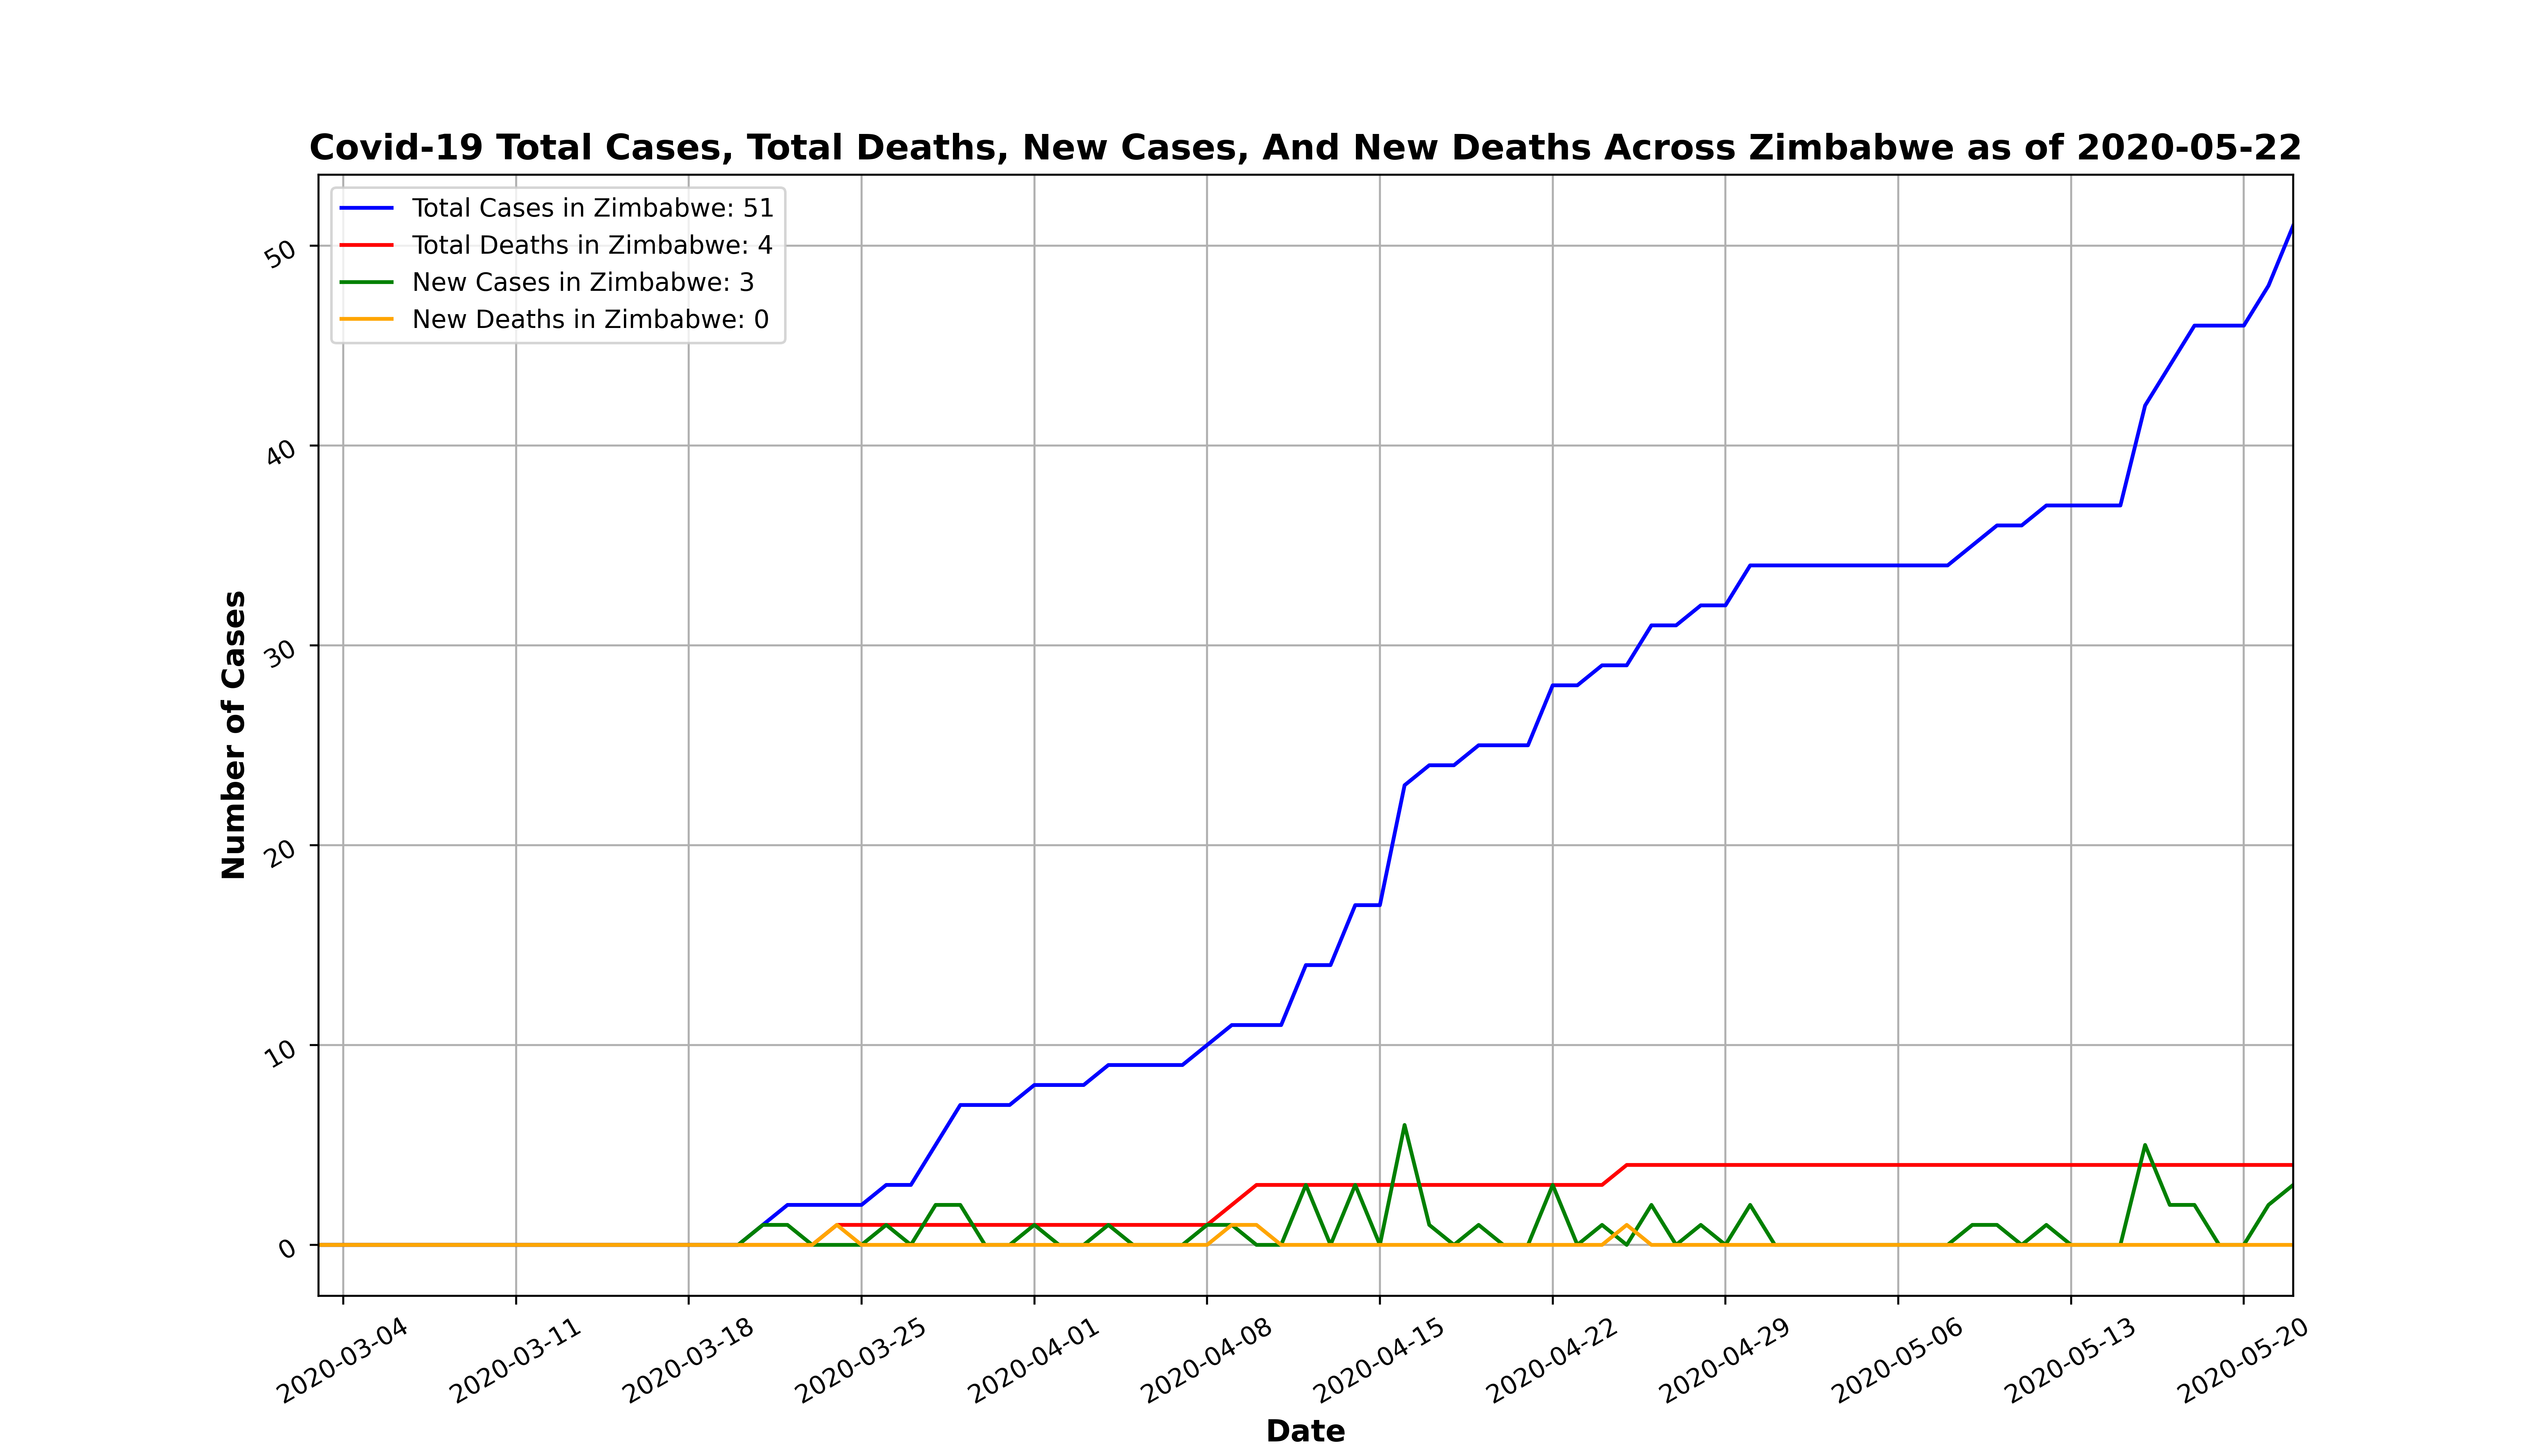 Covid-19 Total Cases, Total Deaths, New Cases, And New Deaths Across Zimbabwe as of 2020-05-22
Total Cases in Zimbabwe: 51
Total Deaths in Zimbabwe: 4
New Cases in Zimbabwe: 3
New Deaths in Zimbabwe: 0
Number of Cases
50
40
30
20
10
0
2020-03-04
2020-03-11
2020-03-18
2020-03-25
2020-04-01
2020-04-08
2020-04-15
2020-04-22
2020-04-29
2020-05-06
2020-05-13
2020-05-20
Date